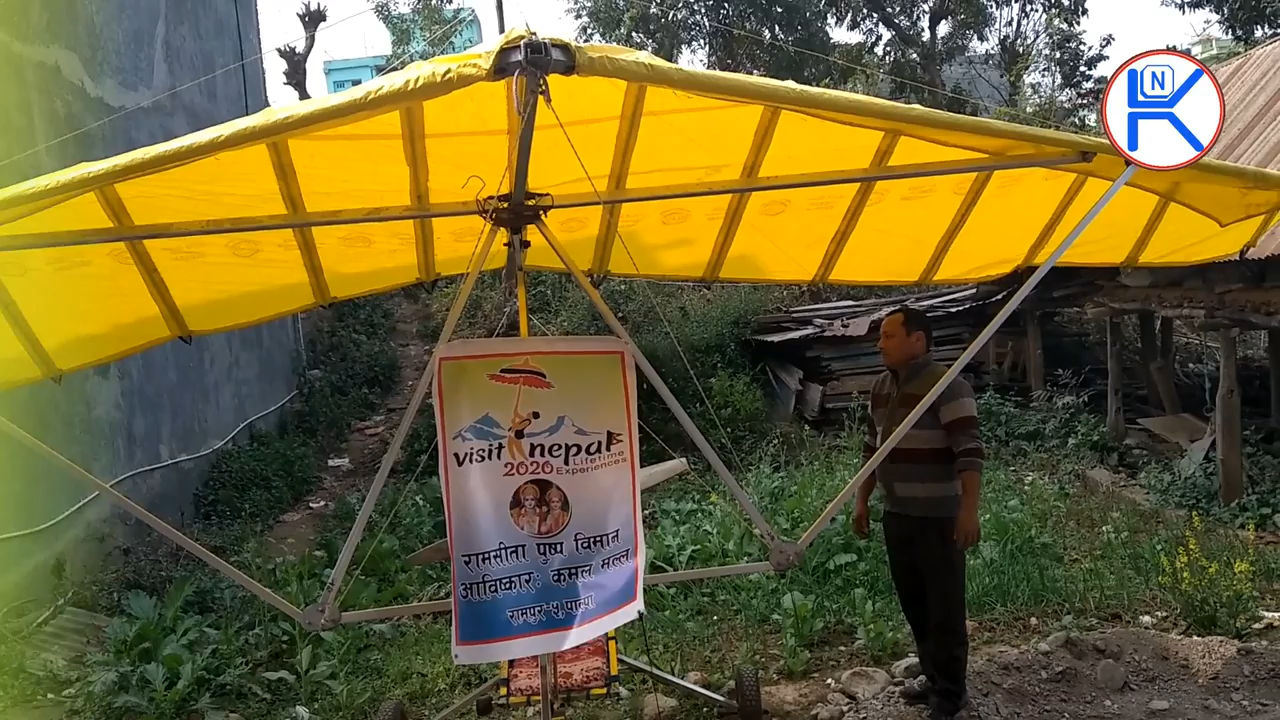 visit nepal
2020 Lifetime
Experiences
रामसीता पुष्प विमान
आविष्कारः कमल मल्ल
रामपुर-५, पाल्पा
N
K